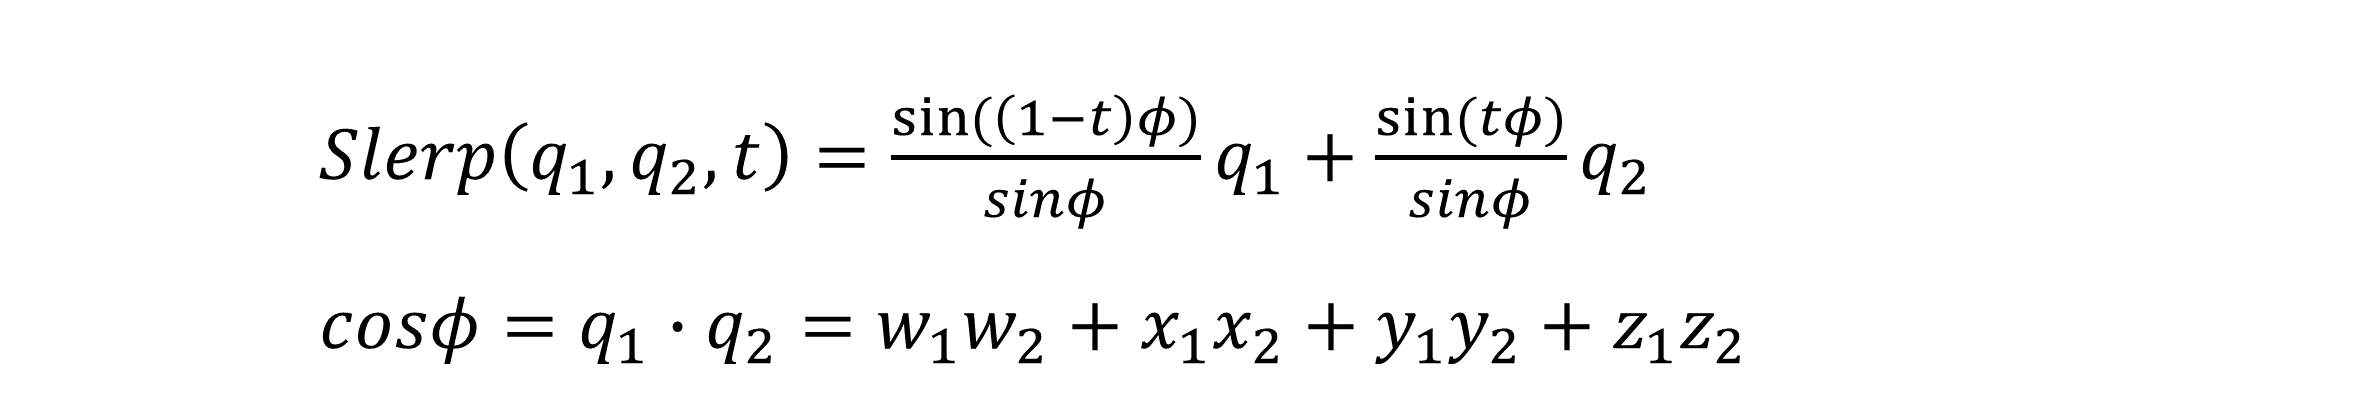 Slerp(q₁, q₂, t) = sin((1−t)ϕ)/sinϕ q₁ + sin(tϕ)/sinϕ q₂
cosϕ = q₁ · q₂ = w₁w₂ + x₁x₂ + y₁y₂ + z₁z₂